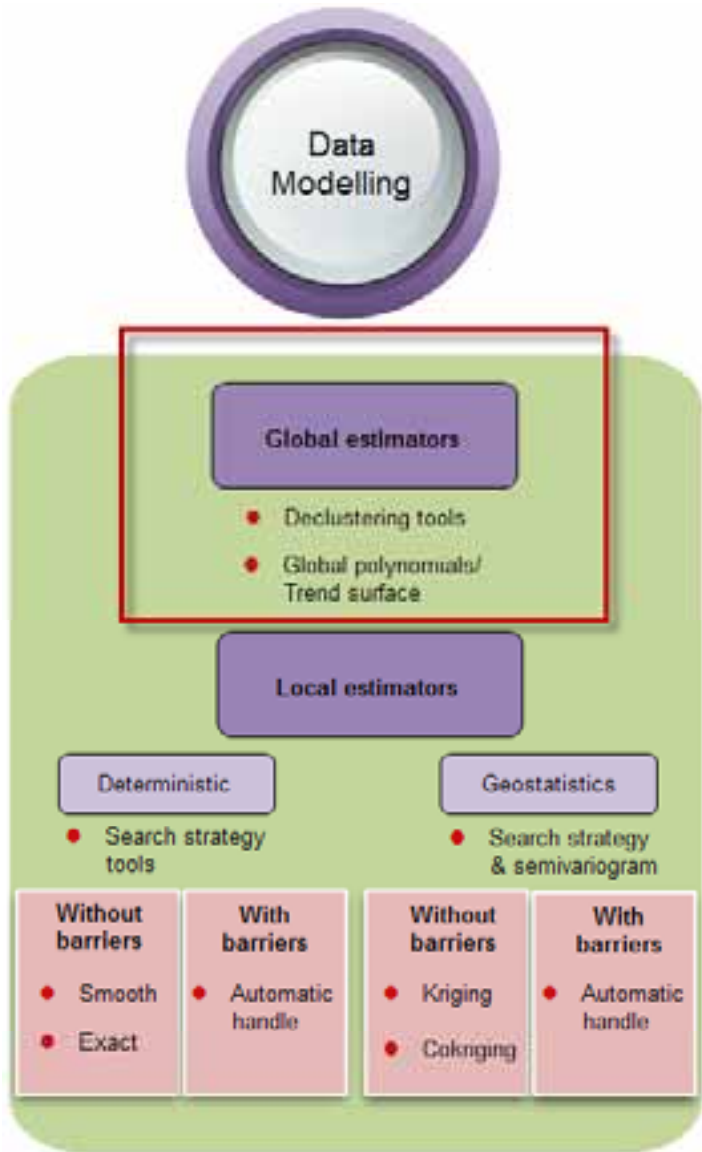 Data
Modelling
Global estimators
Declustering tools
Global polynomials/
Trend surface
Local estimators
Deterministic
Search strategy
tools
Geostatistics
Search strategy
& semivariogram
Without
barriers
Smooth
Exact
With
barriers
Automatic
handle
Without
barriers
Kriging
Cokriging
With
barriers
Automatic
handle